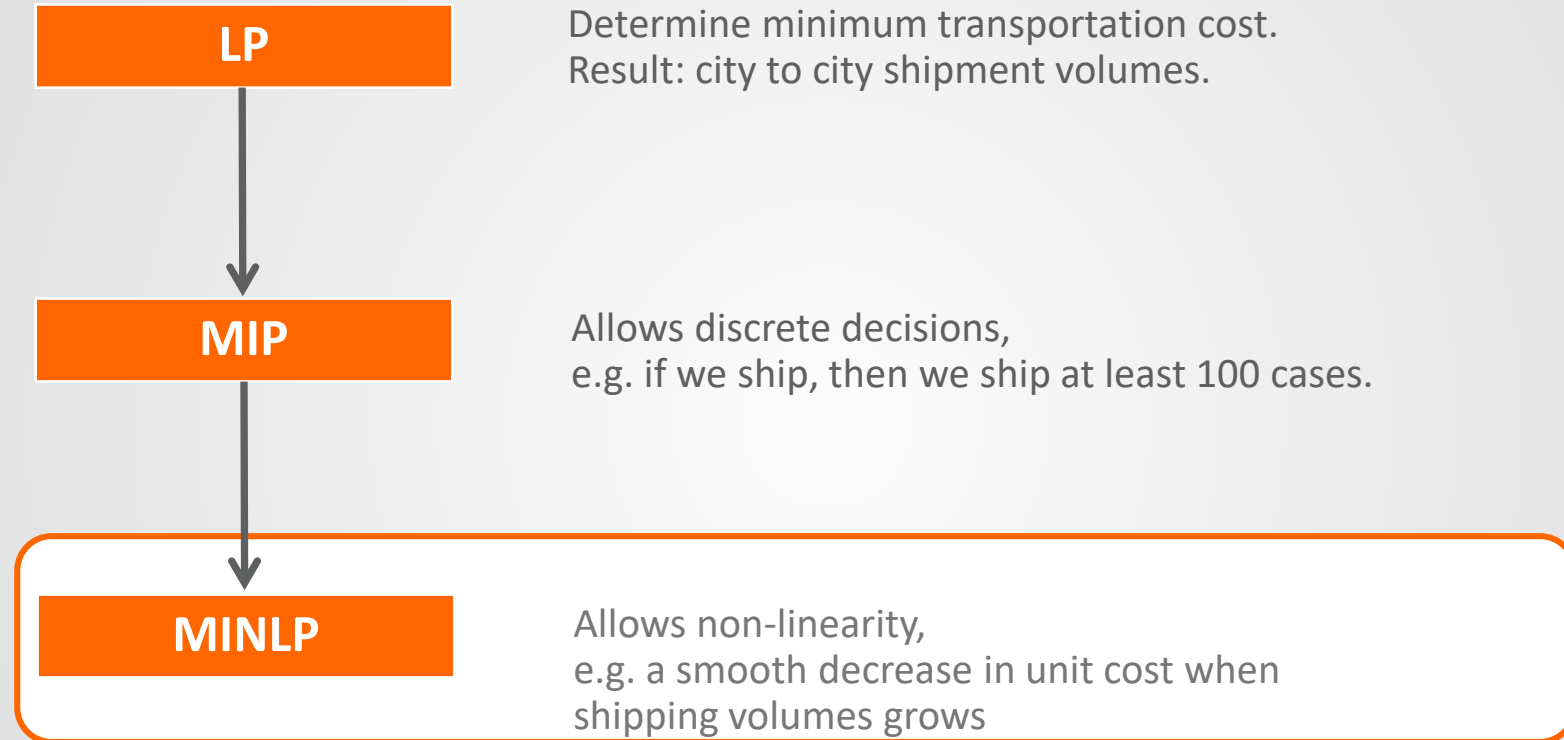 LP
Determine minimum transportation cost.
Result: city to city shipment volumes.
MIP
Allows discrete decisions,
e.g. if we ship, then we ship at least 100 cases.
MINLP
Allows non-linearity,
e.g. a smooth decrease in unit cost when
shipping volumes grows